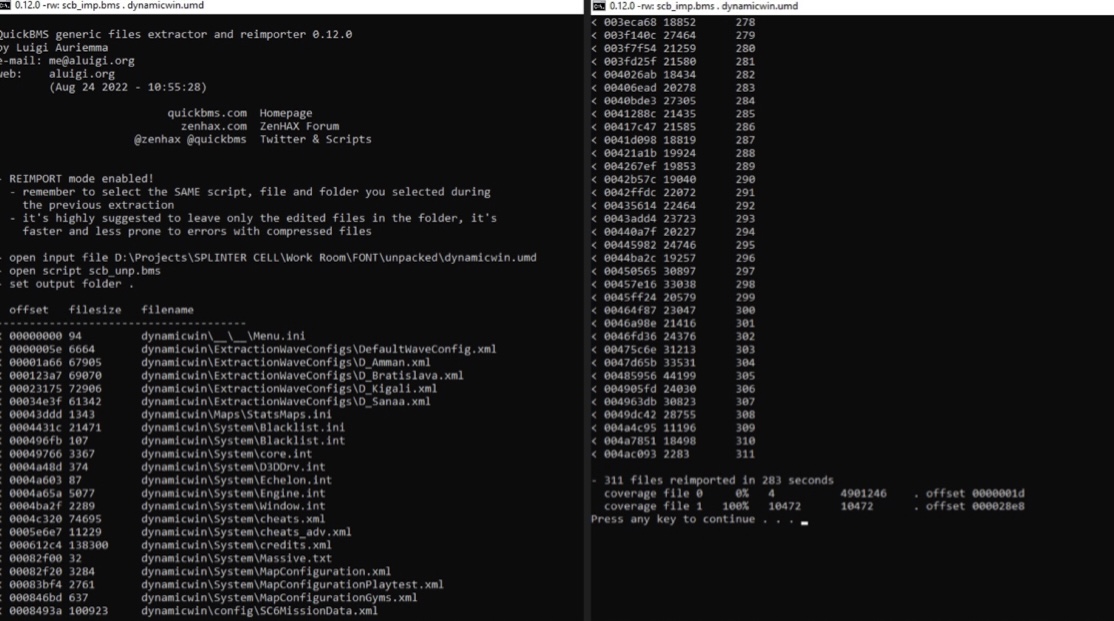 0.12.0 -rw: scb_imp.bms . dynamicwin.umd
QuickBMS generic files extractor and reimporter 0.12.0
by Luigi Auriemma
e-mail: me@aluigi.org
web: aluigi.org
(Aug 24 2022 - 10:55:28)
quickbms.com Homepage
zenhax.com ZenHAX Forum
@zenhax @quickbms Twitter & Scripts
- REIMPORT mode enabled!
- remember to select the SAME script, file and folder you selected during
the previous extraction
- it's highly suggested to leave only the edited files in the folder, it's
faster and less prone to errors with compressed files
- open input file D:\Projects\SPLINTER CELL\Work Room\FONT\unpacked\dynamicwin.umd
- open script scb_unp.bms
- set output folder .
offset filesize filename
--------------------------------------
< 00000000 94 dynamicwin\__\__\Menu.ini
< 0000005e 6664 dynamicwin\ExtractionWaveConfigs\DefaultWaveConfig.xml
< 00001a66 67905 dynamicwin\ExtractionWaveConfigs\D_Amman.xml
< 000123a7 69070 dynamicwin\ExtractionWaveConfigs\D_Bratislava.xml
< 00023175 72906 dynamicwin\ExtractionWaveConfigs\D_Kigali.xml
< 00034e3f 61342 dynamicwin\ExtractionWaveConfigs\D_Sanaa.xml
< 00043ddd 1343 dynamicwin\Maps\StatsMaps.ini
< 0004431c 21471 dynamicwin\System\Blacklist.ini
< 000496fb 107 dynamicwin\System\Blacklist.int
< 00049766 3367 dynamicwin\System\core.int
< 0004a48d 374 dynamicwin\System\D3DDrv.int
< 0004a603 87 dynamicwin\System\Echelon.int
< 0004a65a 5077 dynamicwin\System\Engine.int
< 0004ba2f 2289 dynamicwin\System\Window.int
< 0004c320 74695 dynamicwin\System\cheats.xml
< 0005e6e7 11229 dynamicwin\System\cheats_adv.xml
< 000612c4 138300 dynamicwin\System\credits.xml
< 00082f00 32 dynamicwin\System\Massive.txt
< 00082f20 3284 dynamicwin\System\MapConfiguration.xml
< 00083bf4 2761 dynamicwin\System\MapConfigurationPlaytest.xml
< 000846bd 637 dynamicwin\System\MapConfigurationGyms.xml
< 0008493a 100923 dynamicwin\config\SC6MissionData.xml
0.12.0 -rw: scb_imp.bms . dynamicwin.umd
< 003eca68 18852 278
< 003f140c 27464 279
< 003f7f54 21259 280
< 003fd25f 21580 281
< 004026ab 18434 282
< 00406ead 20278 283
< 0040bde3 27305 284
< 0041288c 21435 285
< 00417c47 21585 286
< 0041d098 18819 287
< 00421a1b 19924 288
< 004267ef 19853 289
< 0042b57c 19040 290
< 0042ffdc 22072 291
< 00435614 22464 292
< 0043add4 23723 293
< 00440a7f 20227 294
< 00445982 24746 295
< 0044ba2c 19257 296
< 00450565 30897 297
< 00457e16 33038 298
< 0045ff24 20579 299
< 00464f87 23047 300
< 0046a98e 21416 301
< 0046fd36 24376 302
< 00475c6e 31213 303
< 0047d65b 33531 304
< 00485956 44199 305
< 004905fd 24030 306
< 004963db 30823 307
< 0049dc42 28755 308
< 004a4c95 11196 309
< 004a7851 18498 310
< 004ac093 2283 311
- 311 files reimported in 283 seconds
coverage file 0 0% 4 4901246 . offset 0000001d
coverage file 1 100% 10472 10472 . offset 000028e8
Press any key to continue . . . _